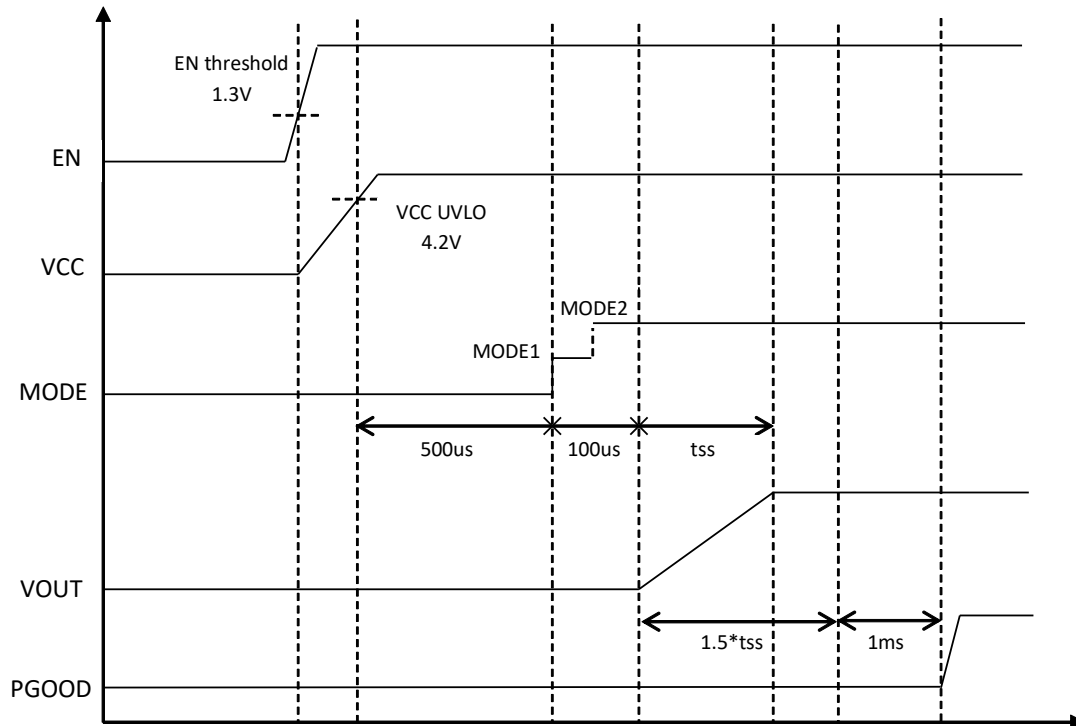 EN threshold
1.3V
EN
VCC UVLO
4.2V
VCC
MODE2
MODE1
MODE
500us
100us
tss
VOUT
1.5*tss
1ms
PGOOD